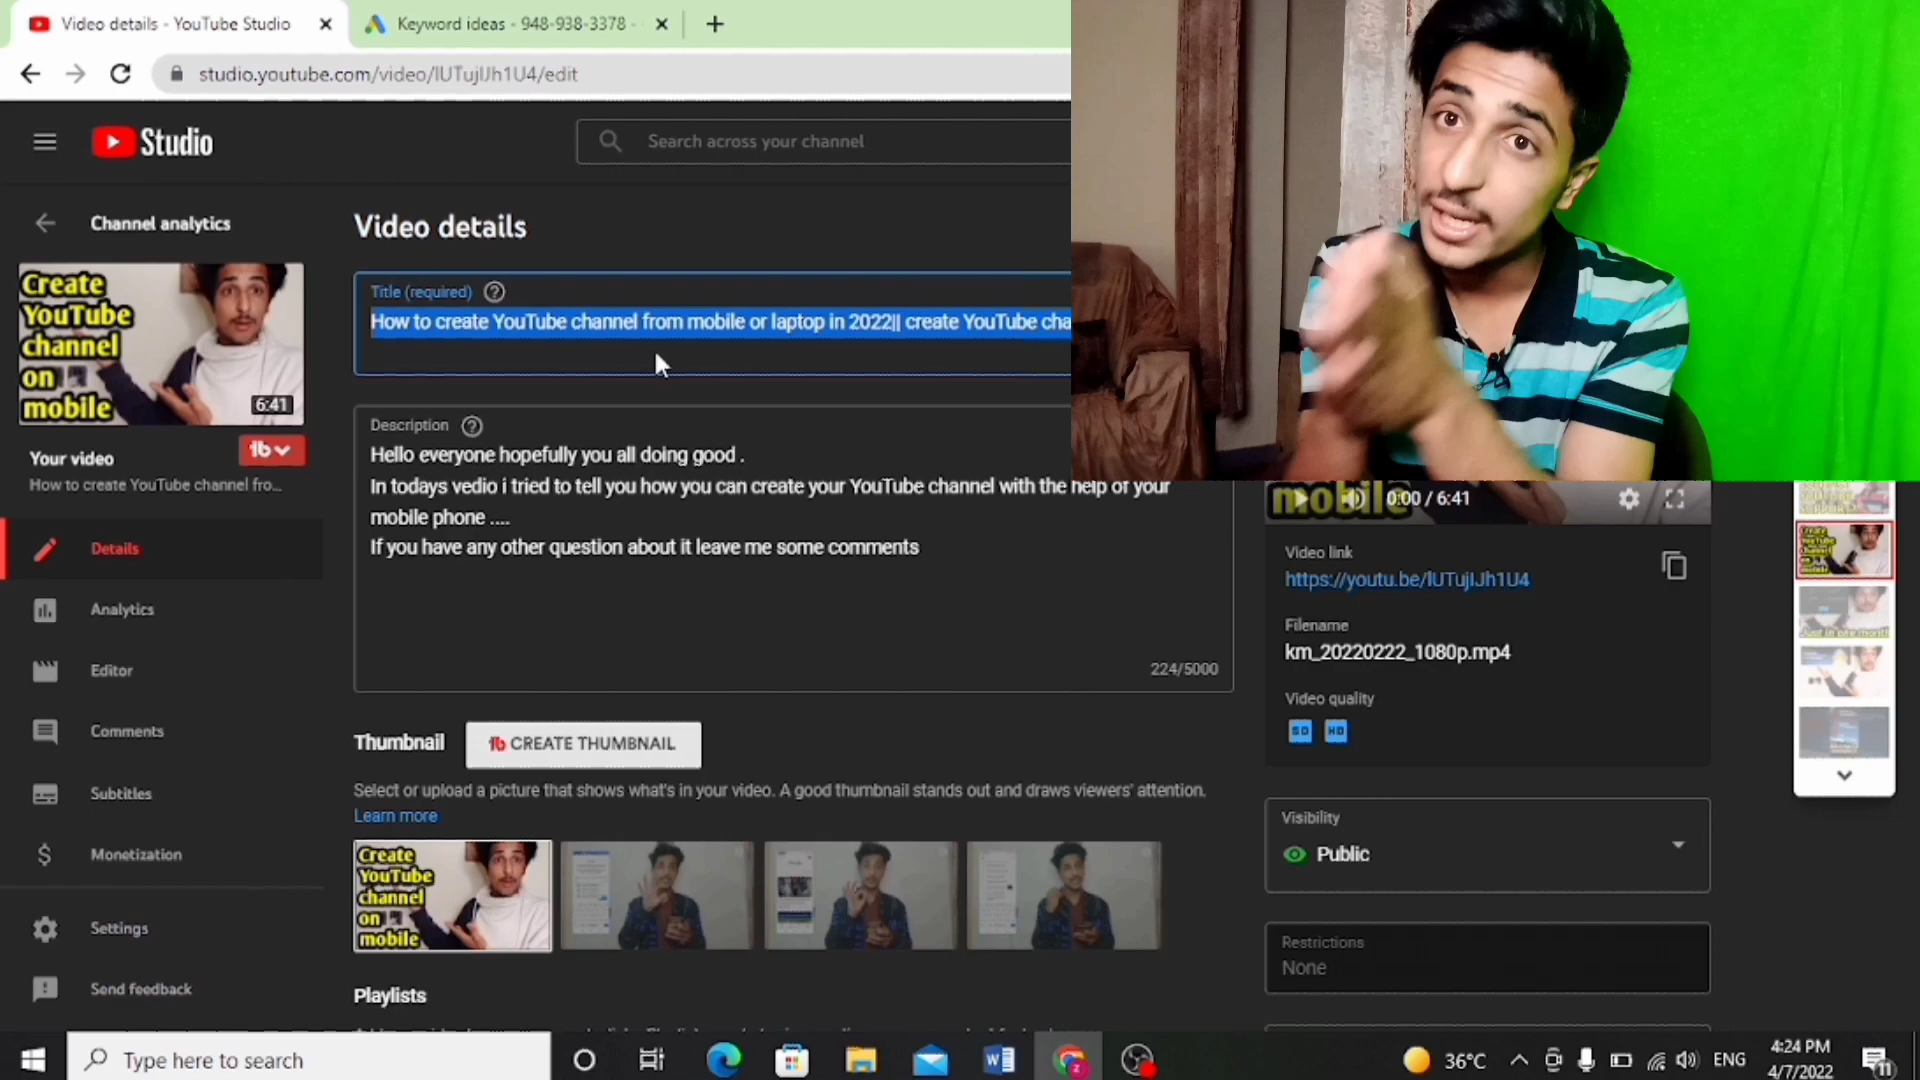 Video details - YouTube Studio
Keyword ideas - 948-938-3378 -
studio.youtube.com/video/lUTujIJh1U4/edit
Studio
Search across your channel
Channel analytics
Create
YouTube
channel
on
mobile
6:41
Your video
How to create YouTube channel fro...
Details
Analytics
Editor
Comments
Subtitles
Monetization
Settings
Send feedback
Video details
Title (required)
How to create YouTube channel from mobile or laptop in 2022|| create YouTube cha
Description
Hello everyone hopefully you all doing good .
In todays vedio i tried to tell you how you can create your YouTube channel with the help of your
mobile phone ....
If you have any other question about it leave me some comments
224/5000
Thumbnail
CREATE THUMBNAIL
Select or upload a picture that shows what's in your video. A good thumbnail stands out and draws viewers' attention.
Learn more
Create
YouTube
channel
on
mobile
Playlists
mobile
0:00 / 6:41
Video link
https://youtu.be/lUTujIJh1U4
Filename
km_20220222_1080p.mp4
Video quality
SD HD
Visibility
Public
Restrictions
None
Type here to search
36°C
ENG
4:24 PM
4/7/2022
11